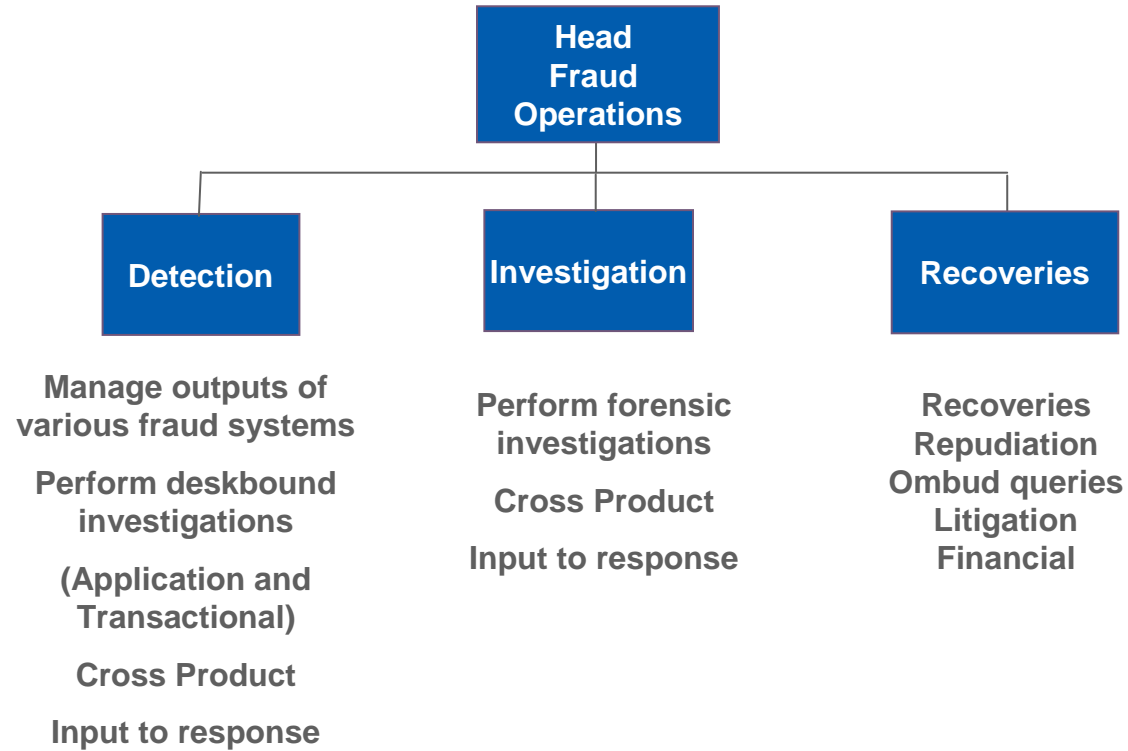 Head
Fraud
Operations
Detection
Manage outputs of
various fraud systems
Perform deskbound
investigations
(Application and
Transactional)
Cross Product
Input to response
Investigation
Perform forensic
investigations
Cross Product
Input to response
Recoveries
Recoveries
Repudiation
Ombud queries
Litigation
Financial